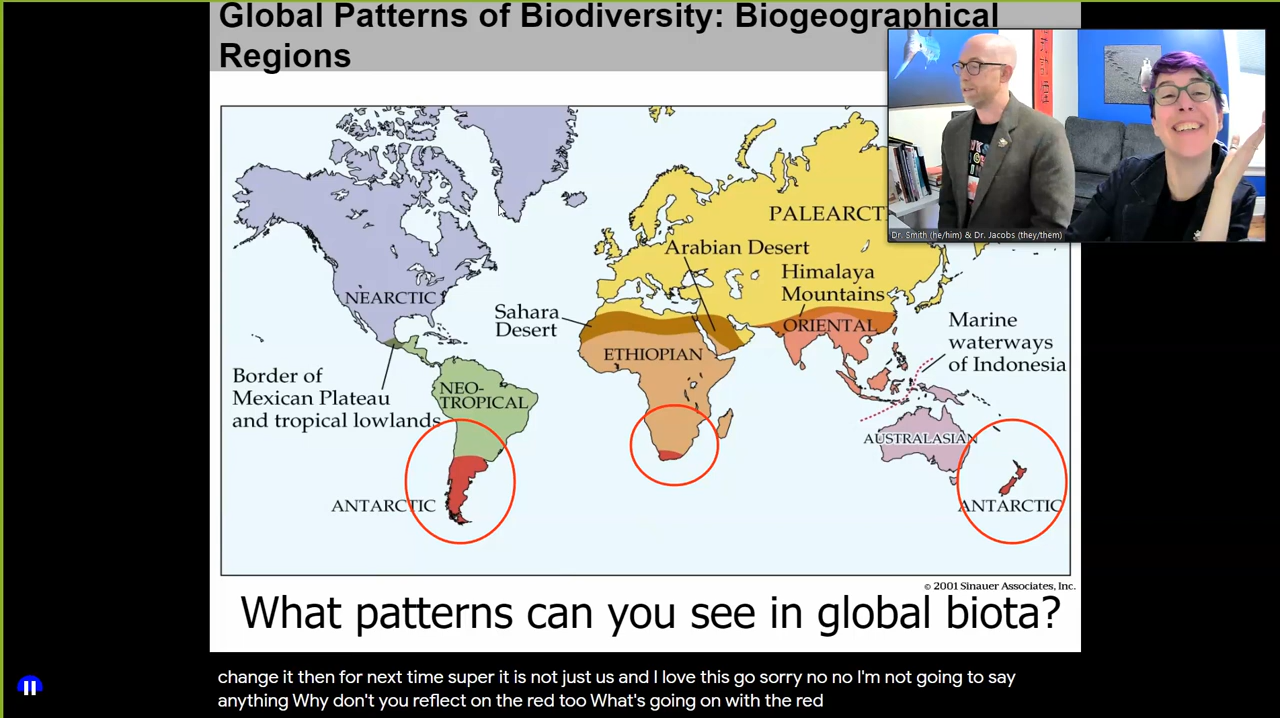 Global Patterns of Biodiversity: Biogeographical
Regions
PALEARCT
Arabian Desert
Himalaya
Mountains
NEARCTIC
Sahara
Desert
ORIENTAL
Marine
waterways
of Indonesia
ETHIOPIAN
Border of
Mexican Plateau
and tropical lowlands
NEO-
TROPICAL
AUSTRALASIAN
ANTARCTIC
ANTARCTIC
© 2001 Sinauer Associates, Inc.
What patterns can you see in global biota?
Dr. Smith (he/him) & Dr. Jacobs (they/them)
change it then for next time super it is not just us and I love this go sorry no no I'm not going to say
anything Why don't you reflect on the red too What's going on with the red